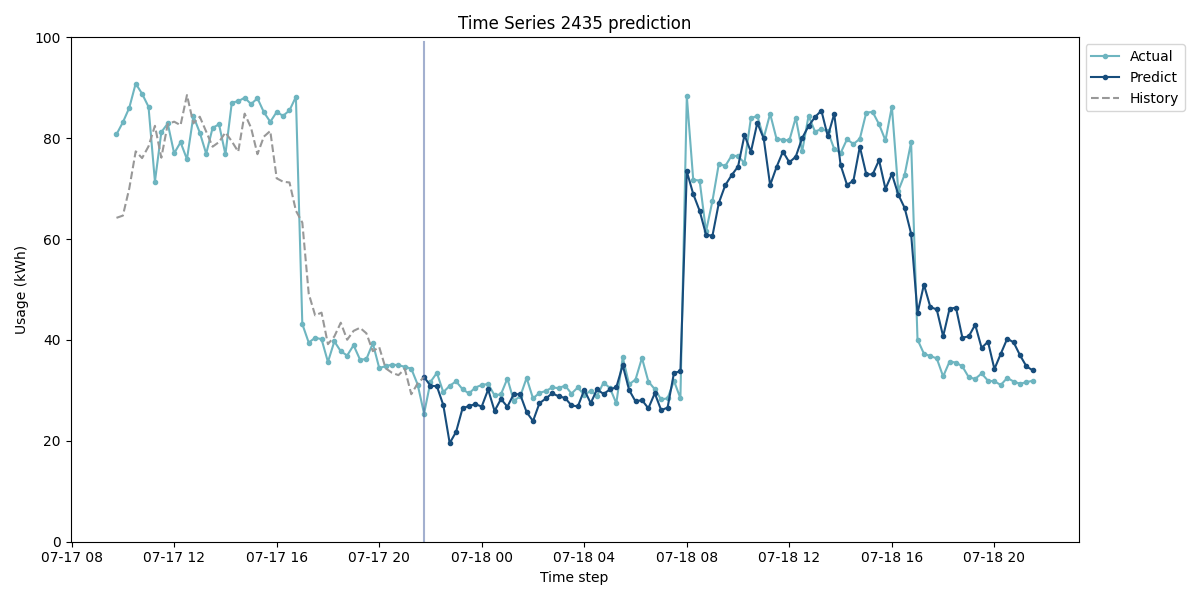 Time Series 2435 prediction
100
80
60
40
20
0
Usage (kWh)
07-17 08 07-17 12 07-17 16 07-17 20 07-18 00 07-18 04 07-18 08 07-18 12 07-18 16 07-18 20
Time step
Actual
Predict
History